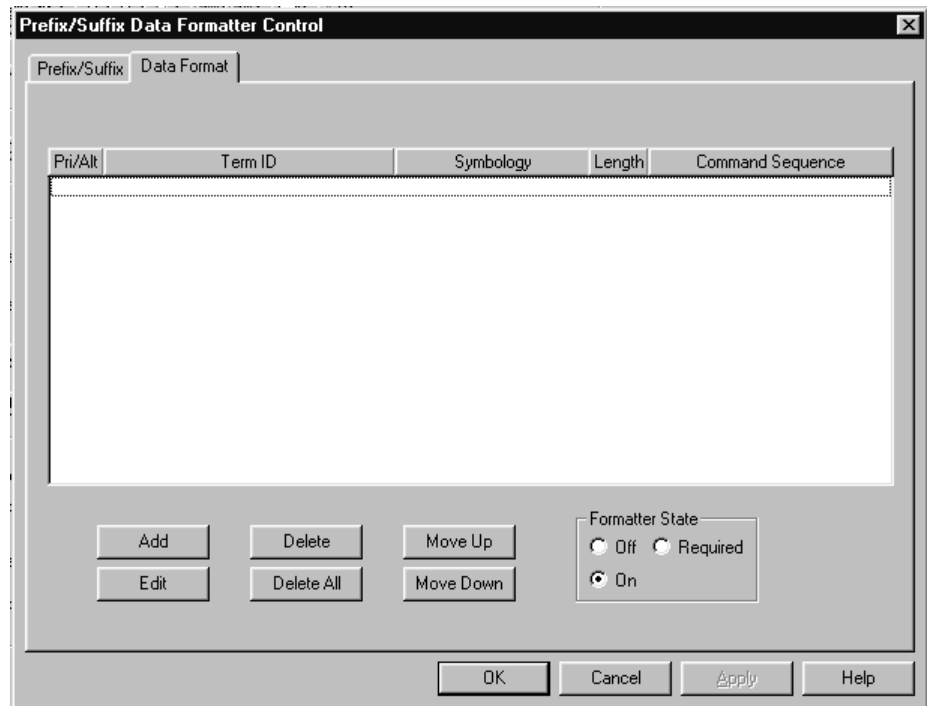 Prefix/Suffix Data Formatter Control
Prefix/Suffix Data Format
Pri/Alt Term ID Symbology Length Command Sequence
Add Delete Move Up
Edit Delete All Move Down
Formatter State
Off Required
On
OK Cancel Apply Help